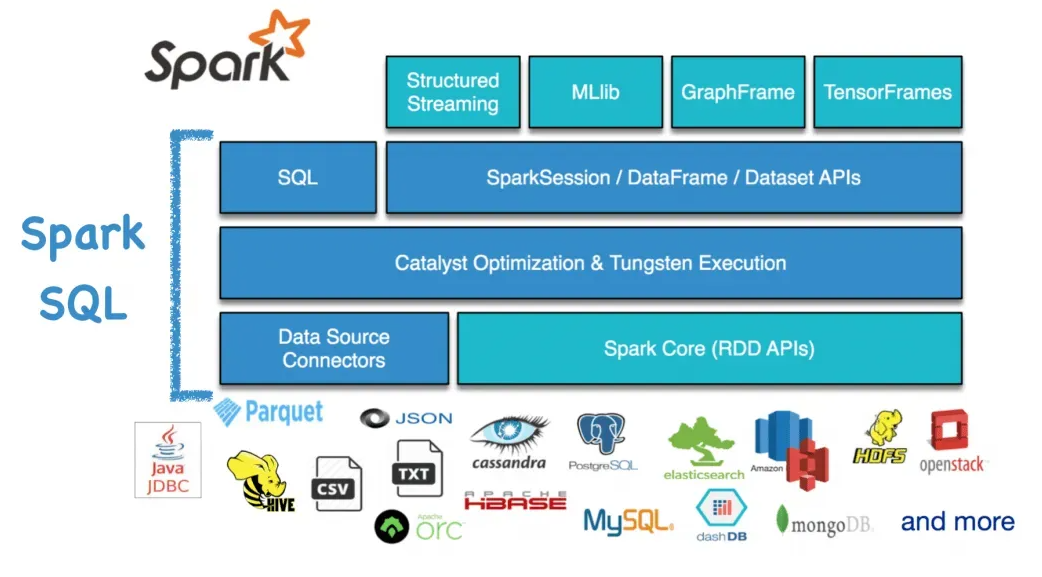 Spark
Structured
Streaming
MLlib
GraphFrame
TensorFrames
Spark
SQL
SQL
SparkSession / DataFrame / Dataset APIs
Catalyst Optimization & Tungsten Execution
Data Source
Connectors
Spark Core (RDD APIs)
Parquet
JSON
cassandra
PostgreSQL
elasticsearch
Amazon
HDFS
openstack
Java
JDBC
HIVE
CSV
TXT
APACHE
HBASE
Apache
orc
MySQL
dashDB
mongoDB
and more